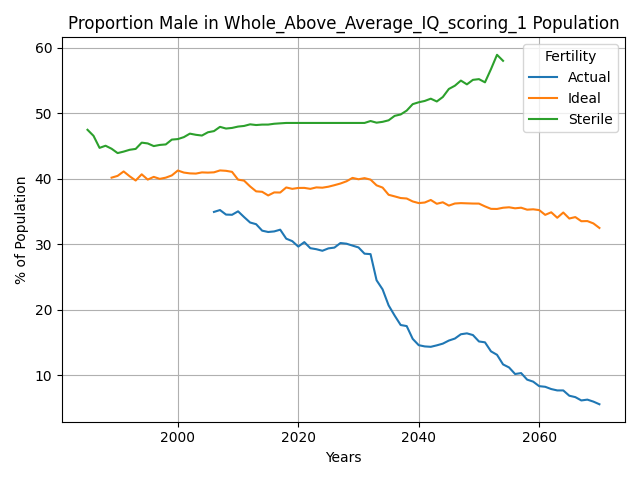 Proportion Male in Whole_Above_Average_IQ_scoring_1 Population
Fertility
Actual
Ideal
Sterile
% of Population
60
50
40
30
20
10
2000
2020
2040
2060
Years